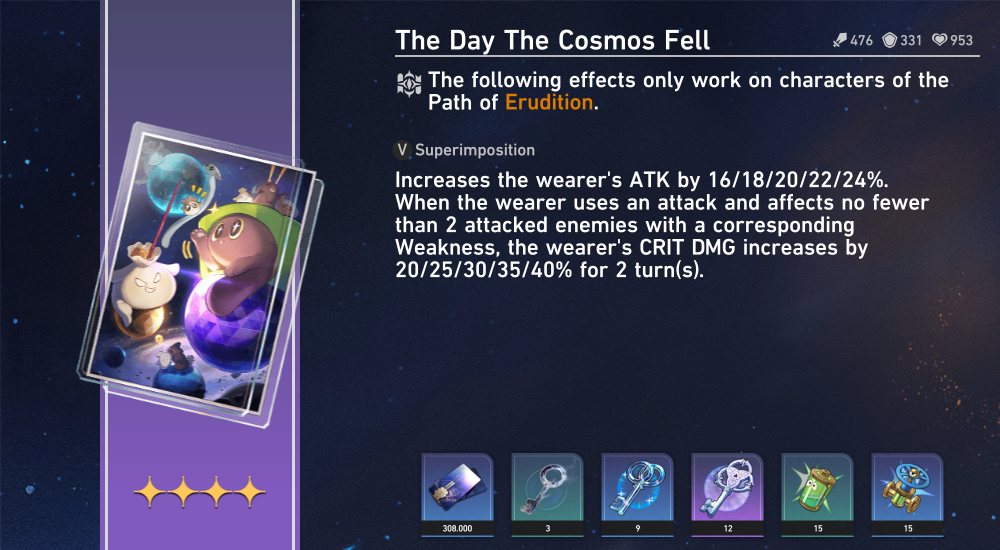 The Day The Cosmos Fell
476 331 953
The following effects only work on characters of the
Path of Erudition.
V Superimposition
Increases the wearer's ATK by 16/18/20/22/24%.
When the wearer uses an attack and affects no fewer
than 2 attacked enemies with a corresponding
Weakness, the wearer's CRIT DMG increases by
20/25/30/35/40% for 2 turn(s).
308.000 3 9 12 15 15